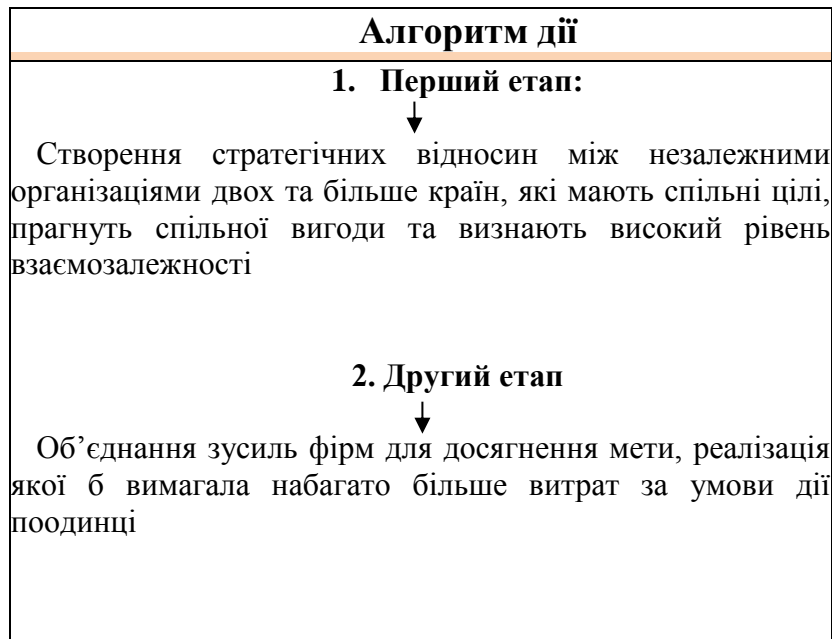 Алгоритм дії
1. Перший етап:
Створення стратегічних відносин між незалежними
організаціями двох та більше країн, які мають спільні цілі,
прагнуть спільної вигоди та визнають високий рівень
взаємозалежності
2. Другий етап
Об’єднання зусиль фірм для досягнення мети, реалізація
якої б вимагала набагато більше витрат за умови дії
поодинці